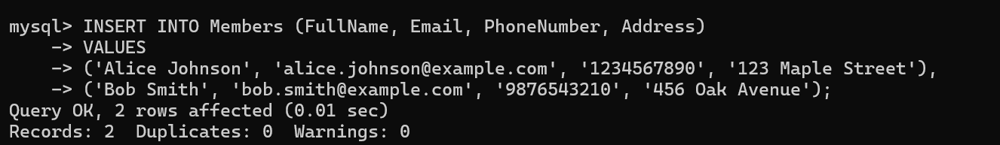 mysql> INSERT INTO Members (FullName, Email, PhoneNumber, Address)
    -> VALUES
    -> ('Alice Johnson', 'alice.johnson@example.com', '1234567890', '123 Maple Street'),
    -> ('Bob Smith', 'bob.smith@example.com', '9876543210', '456 Oak Avenue');
Query OK, 2 rows affected (0.01 sec)
Records: 2  Duplicates: 0  Warnings: 0